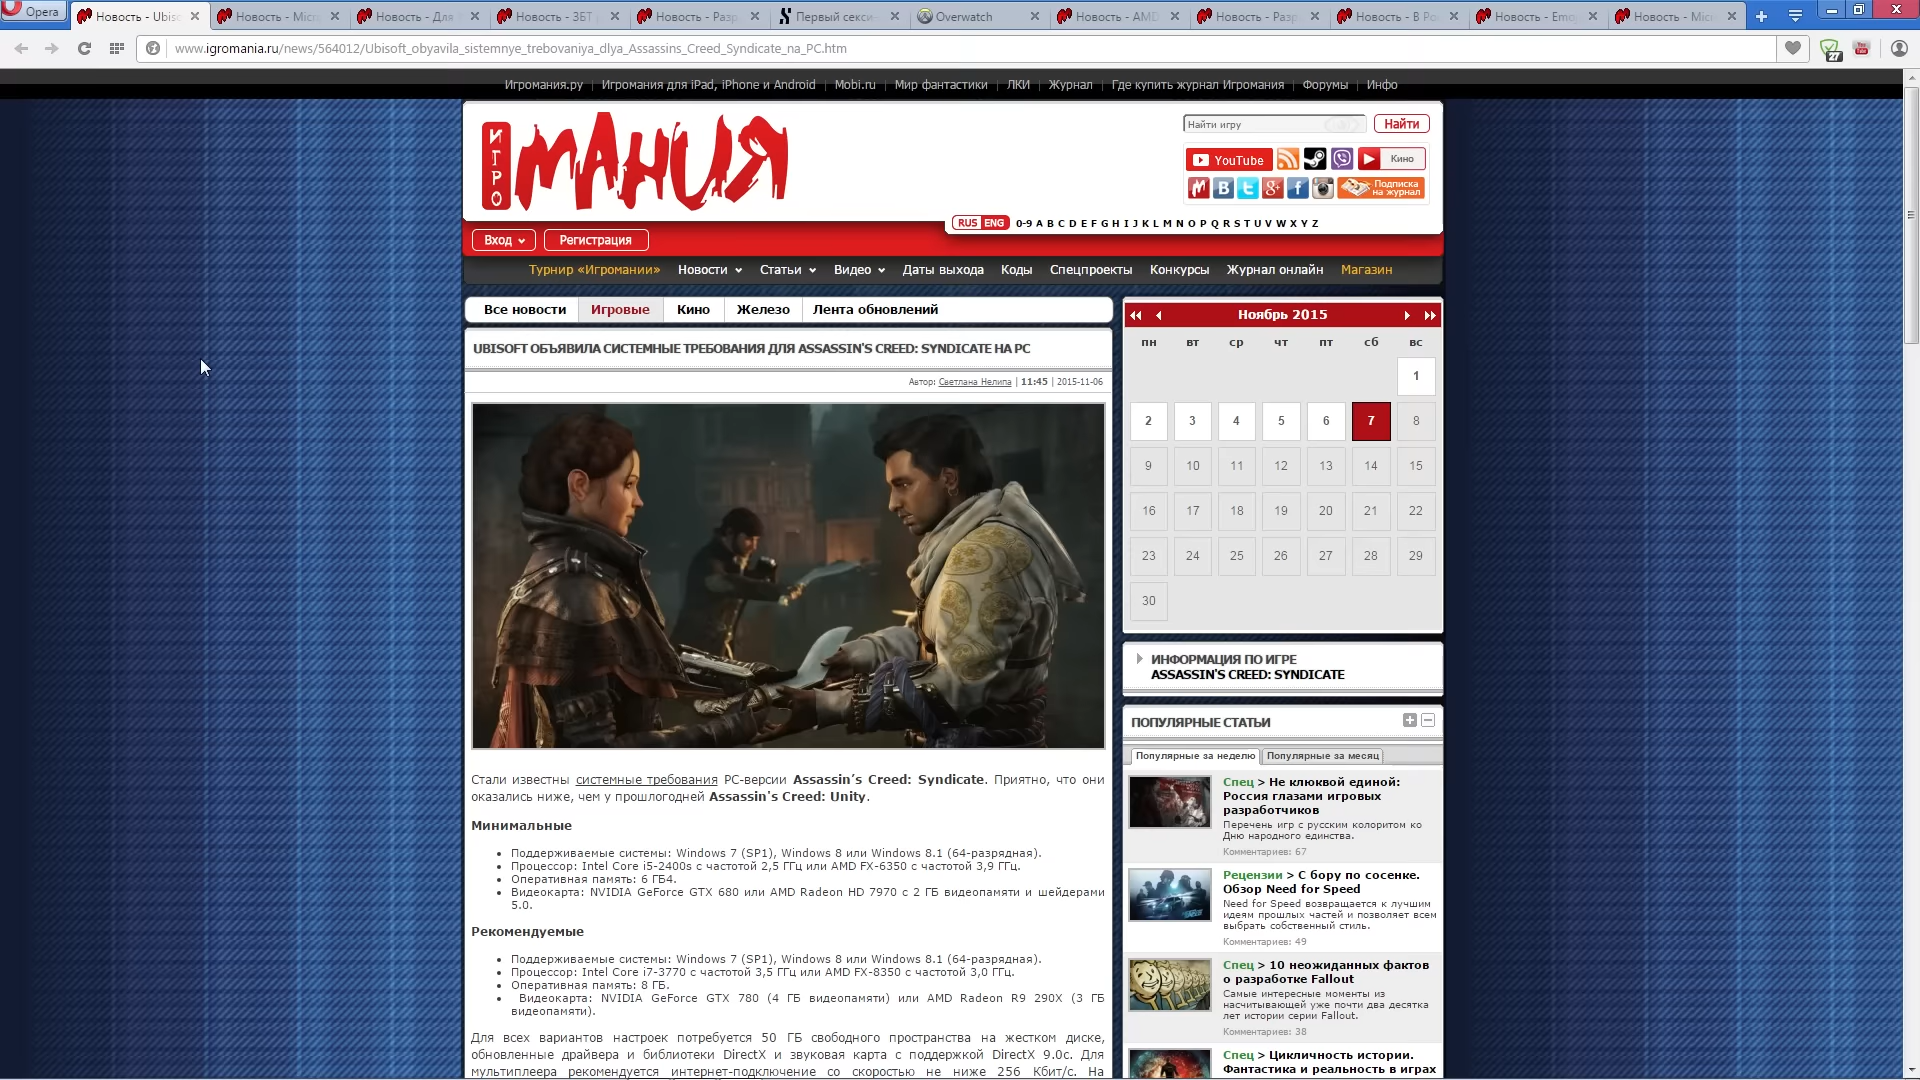 Opera
Новость - Ubisc
Новость - Micr
Новость - Для
Новость - ЗБТ
Новость - Разр
Первый секси-
Overwatch
Новость - AMD
Новость - Разр
Новость - В Ро
Новость - Emo
Новость - Micr
www.igromania.ru/news/564012/Ubisoft_obyavila_sistemnye_trebovaniya_dlya_Assassins_Creed_Syndicate_na_PC.htm
27
Игромания.ру | Игромания для iPad, iPhone и Android | Mobi.ru | Мир фантастики | ЛКИ | Журнал | Где купить журнал Игромания | Форумы | Инфо
ИГРО МАНИЯ
Найти игру
Найти
YouTube
Кино
Подписка
на журнал
RUS ENG 0-9 A B C D E F G H I J K L M N O P Q R S T U V W X Y Z
Вход
Регистрация
Турнир «Игромании» Новости Статьи Видео Даты выхода Коды Спецпроекты Конкурсы Журнал онлайн Магазин
Все новости Игровые Кино Железо Лента обновлений
UBISOFT ОБЪЯВИЛА СИСТЕМНЫЕ ТРЕБОВАНИЯ ДЛЯ ASSASSIN'S CREED: SYNDICATE НА PC
Автор: Светлана Нелипа | 11:45 | 2015-11-06
Стали известны системные требования PC-версии Assassin’s Creed: Syndicate. Приятно, что они
оказались ниже, чем у прошлогодней Assassin's Creed: Unity.
Минимальные
• Поддерживаемые системы: Windows 7 (SP1), Windows 8 или Windows 8.1 (64-разрядная).
• Процессор: Intel Core i5-2400s с частотой 2,5 ГГц или AMD FX-6350 с частотой 3,9 ГГц.
• Оперативная память: 6 ГБ4.
• Видеокарта: NVIDIA GeForce GTX 680 или AMD Radeon HD 7970 с 2 ГБ видеопамяти и шейдерами
5.0.
Рекомендуемые
• Поддерживаемые системы: Windows 7 (SP1), Windows 8 или Windows 8.1 (64-разрядная).
• Процессор: Intel Core i7-3770 с частотой 3,5 ГГц или AMD FX-8350 с частотой 3,0 ГГц.
• Оперативная память: 8 ГБ.
• Видеокарта: NVIDIA GeForce GTX 780 (4 ГБ видеопамяти) или AMD Radeon R9 290X (3 ГБ
видеопамяти).
Для всех вариантов настроек потребуется 50 ГБ свободного пространства на жестком диске,
обновленные драйвера и библиотеки DirectX и звуковая карта с поддержкой DirectX 9.0c. Для
мультиплеера рекомендуется интернет-подключение со скоростью не ниже 256 Кбит/с. На
Ноябрь 2015
пн вт ср чт пт сб вс
1
2 3 4 5 6 7 8
9 10 11 12 13 14 15
16 17 18 19 20 21 22
23 24 25 26 27 28 29
30
ИНФОРМАЦИЯ ПО ИГРЕ
ASSASSIN'S CREED: SYNDICATE
ПОПУЛЯРНЫЕ СТАТЬИ
Популярные за неделю
Популярные за месяц
Спец > Не клюквой единой:
Россия глазами игровых
разработчиков
Перечень игр с русским колоритом ко
Дню народного единства.
Комментариев: 67
Рецензии > С бору по сосенке.
Обзор Need for Speed
Need for Speed возвращается к лучшим
идеям прошлых частей и позволяет всем
выбрать собственный стиль.
Комментариев: 49
Спец > 10 неожиданных фактов
о разработке Fallout
Самые интересные моменты из
насчитывающей уже почти два десятка
лет истории серии Fallout.
Комментариев: 38
Спец > Цикличность истории.
Фантастика и реальность в играх